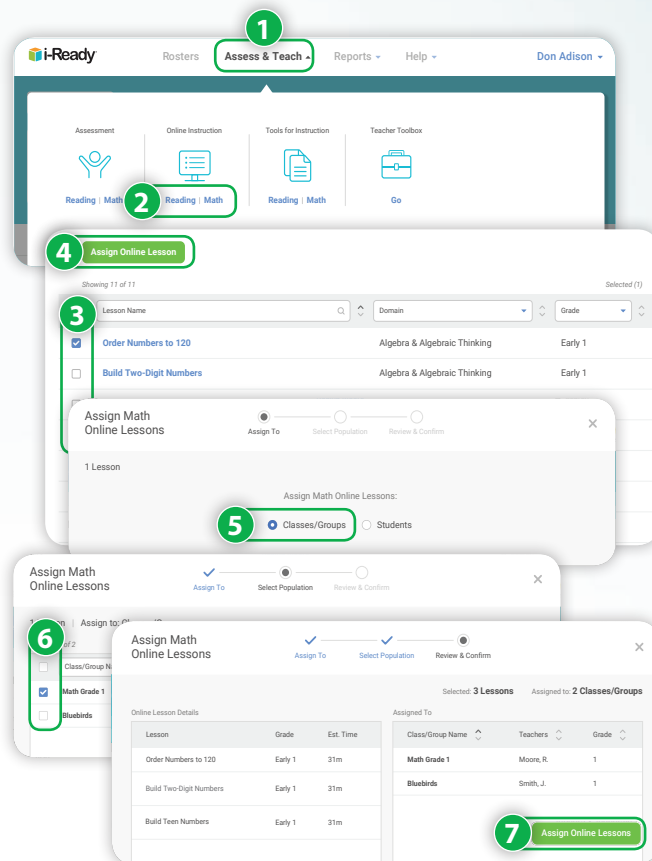 1
i-Ready Rosters Assess & Teach Reports Help Don Adison
Assessment Online Instruction Tools for Instruction Teacher Toolbox
Reading | Math 2 Reading | Math Reading | Math Go
4 Assign Online Lesson
Showing 11 of 11 Selected (1)
3 Lesson Name Domain Grade
Order Numbers to 120 Algebra & Algebraic Thinking Early 1
Build Two-Digit Numbers Algebra & Algebraic Thinking Early 1
Assign Math
Online Lessons
Assign To Select Population Review & Confirm
1 Lesson
Assign Math Online Lessons:
5 Classes/Groups Students
Assign Math
Online Lessons
Assign To Select Population Review & Confirm
Assign to:
6 of 2
Class/Group
Math Grade 1
Bluebirds
Assign Math
Online Lessons
Assign To Select Population Review & Confirm
Selected: 3 Lessons Assigned to: 2 Classes/Groups
Online Lesson Details Assigned To
Lesson Grade Est. Time Class/Group Name Teachers Grade
Order Numbers to 120 Early 1 31m Math Grade 1 Moore, R. 1
Build Two-Digit Numbers Early 1 31m Bluebirds Smith, J. 1
Build Teen Numbers Early 1 31m
7 Assign Online Lessons